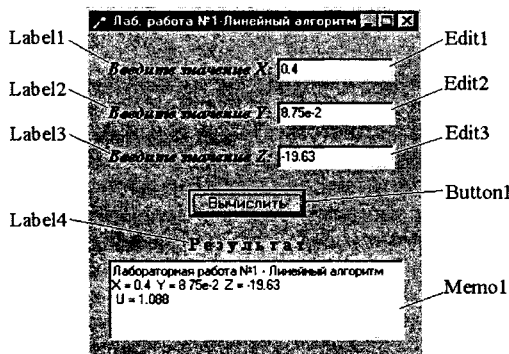 Лаб. работа №1-Линейный алгоритм
Label1
Введите значение X:
0.4
Edit1
Label2
Введите значение Y:
8.75e-2
Edit2
Label3
Введите значение Z:
-19.63
Edit3
Вычислить
Button1
Label4
Результат
Лабораторная работа №1 - Линейный алгоритм
X = 0.4 Y = 8.75e-2 Z = -19.63
U = 1.088
Memo1